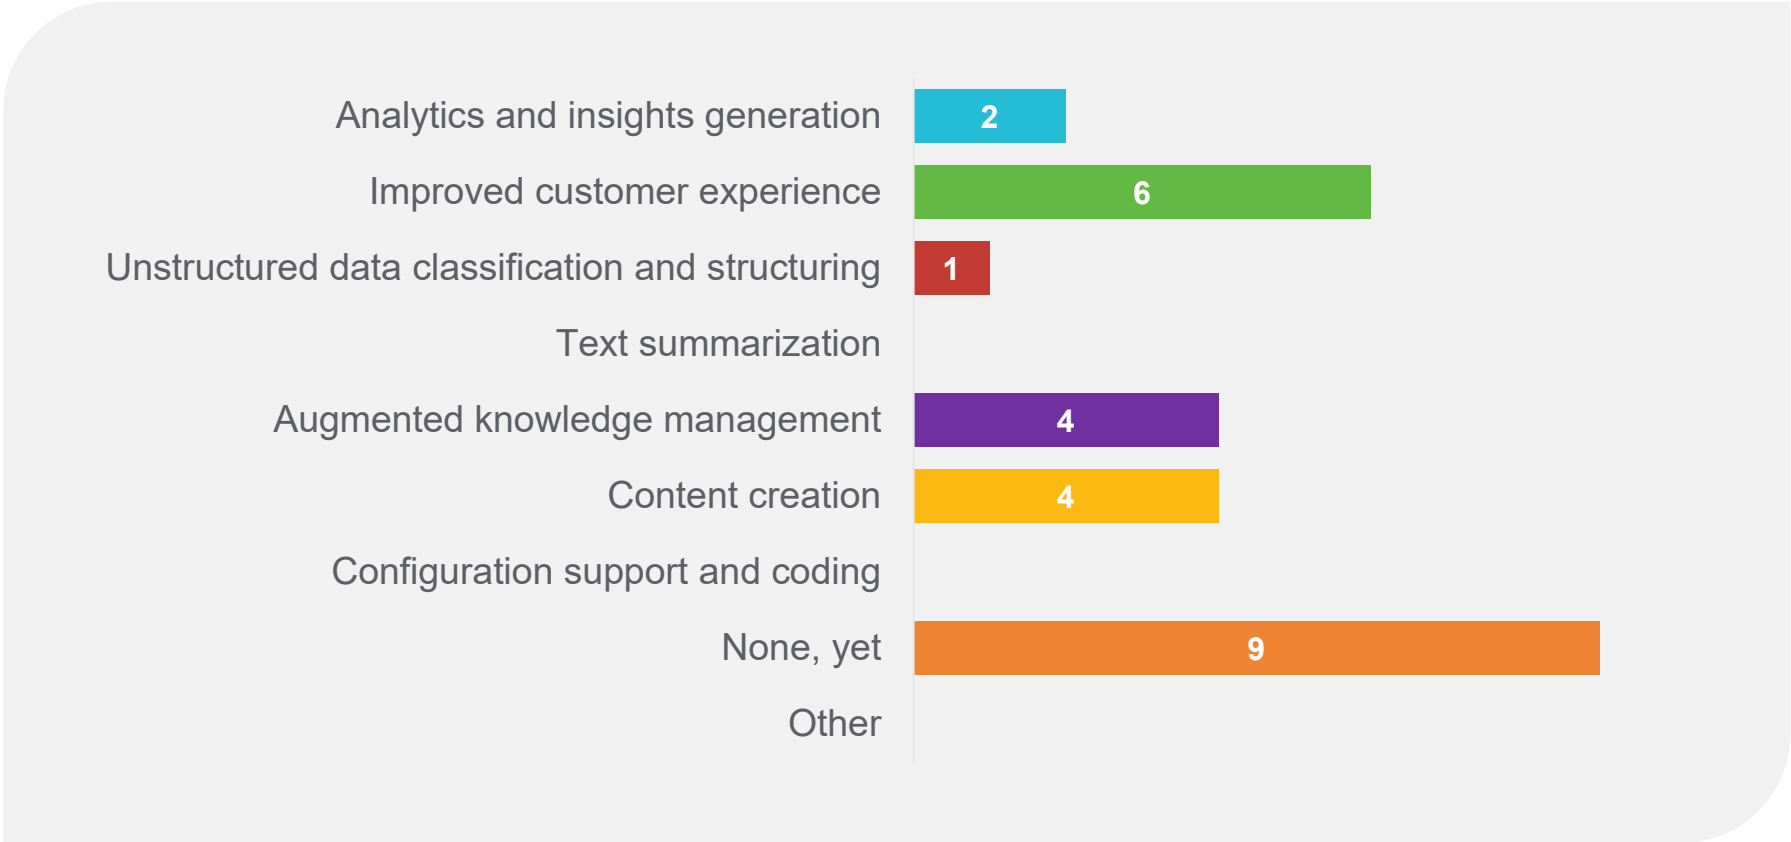 Analytics and insights generation 2
Improved customer experience 6
Unstructured data classification and structuring 1
Text summarization
Augmented knowledge management 4
Content creation 4
Configuration support and coding
None, yet 9
Other